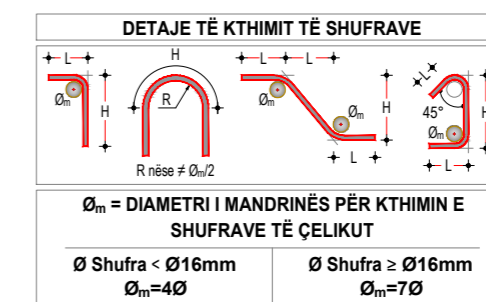 DETAJE TË KTHIMIT TË SHUFRAVE
L H L L L
Øm R Øm Øm H 45° H
H Øm
R nëse ≠ Øm/2 L L
Øm = DIAMETRI I MANDRINËS PËR KTHIMIN E
SHUFRAVE TË ÇELIKUT
Ø Shufra < Ø16mm Ø Shufra ≥ Ø16mm
Øm=4Ø Øm=7Ø